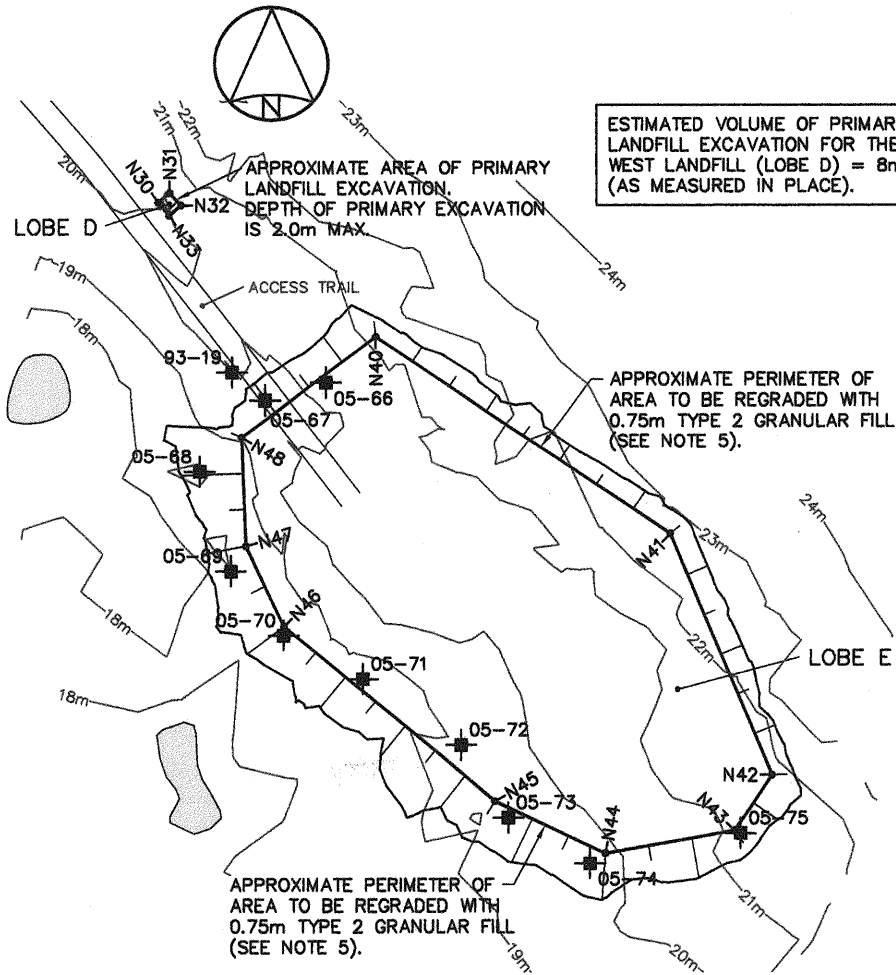 N
ESTIMATED VOLUME OF PRIMAR
LANDFILL EXCAVATION FOR THE
WEST LANDFILL (LOBE D) = 8m
(AS MEASURED IN PLACE).
21m
22m
23m
20m
N31
N30
N32
N33
APPROXIMATE AREA OF PRIMARY
LANDFILL EXCAVATION.
DEPTH OF PRIMARY EXCAVATION
IS 2.0m MAX.
LOBE D
24m
19m
ACCESS TRAIL
18m
93-19
N40
05-66
05-67
APPROXIMATE PERIMETER OF
AREA TO BE REGRADED WITH
0.75m TYPE 2 GRANULAR FILL
(SEE NOTE 5).
N48
05-68
24m
23m
N41
N47
05-69
18m
05-70
N46
22m
05-71
LOBE E
18m
05-72
N42
N45
05-73
N43
05-75
N44
05-74
APPROXIMATE PERIMETER OF
AREA TO BE REGRADED WITH
0.75m TYPE 2 GRANULAR FILL
(SEE NOTE 5).
21m
20m
19m